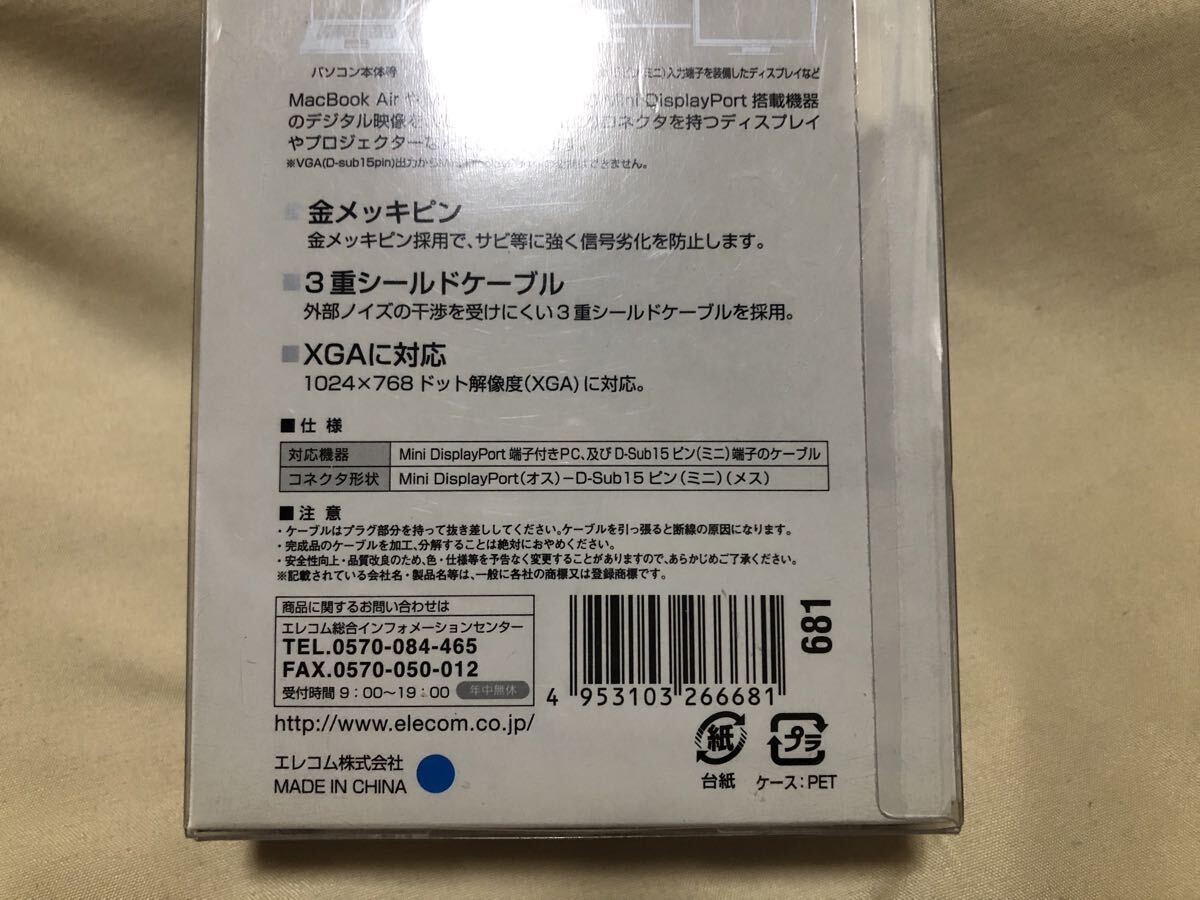 パソコン本体等
ミニ)入力端子を装備したディスプレイなど
MacBook Air や DisplayPort 搭載機器
のデジタル映像を コネクタを持つディスプレイ
やプロジェクター
※VGA(D-sub15pin)出力から できません。
金メッキピン
金メッキピン採用で、サビ等に強く信号劣化を防止します。
■3重シールドケーブル
外部ノイズの干渉を受けにくい3重シールドケーブルを採用。
■XGAに対応
1024×768ドット解像度(XGA)に対応。
■仕 様
対応機器 Mini DisplayPort 端子付きPC、及びD-Sub15ピン(ミニ)端子のケーブル
コネクタ形状 Mini DisplayPort(オス)−D-Sub15ピン(ミニ)(メス)
■注 意
・ケーブルはプラグ部分を持って抜き差ししてください。ケーブルを引っ張ると断線の原因になります。
・完成品のケーブルを加工、分解することは絶対におやめください。
・安全性向上・品質改良のため、色・仕様等を予告なく変更することがありますので、あらかじめご了承ください。
※記載されている会社名・製品名等は、一般に各社の商標又は登録商標です。
商品に関するお問い合わせは
エレコム総合インフォメーションセンター
TEL.0570-084-465
FAX.0570-050-012
受付時間 9:00〜19:00 年中無休
http://www.elecom.co.jp/
エレコム株式会社
MADE IN CHINA
4 953103 266681
681
紙
台紙
プラ
ケース:PET